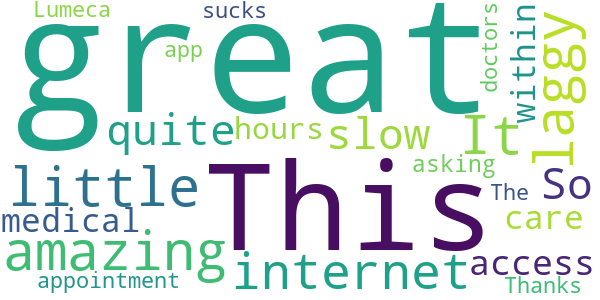 Lumeca
sucks
great
app
doctors
within
laggy
quite
hours
slow
It
This
asking
little
The
So
medical
care
amazing
internet
access
appointment
Thanks